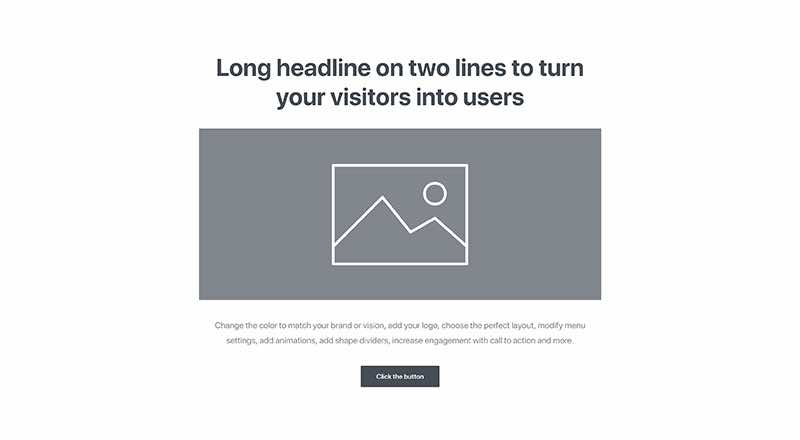 Long headline on two lines to turn
your visitors into users
Change the color to match your brand or vision, add your logo, choose the perfect layout, modify menu
settings, add animations, add shape dividers, increase engagement with call to action and more.
Click the button